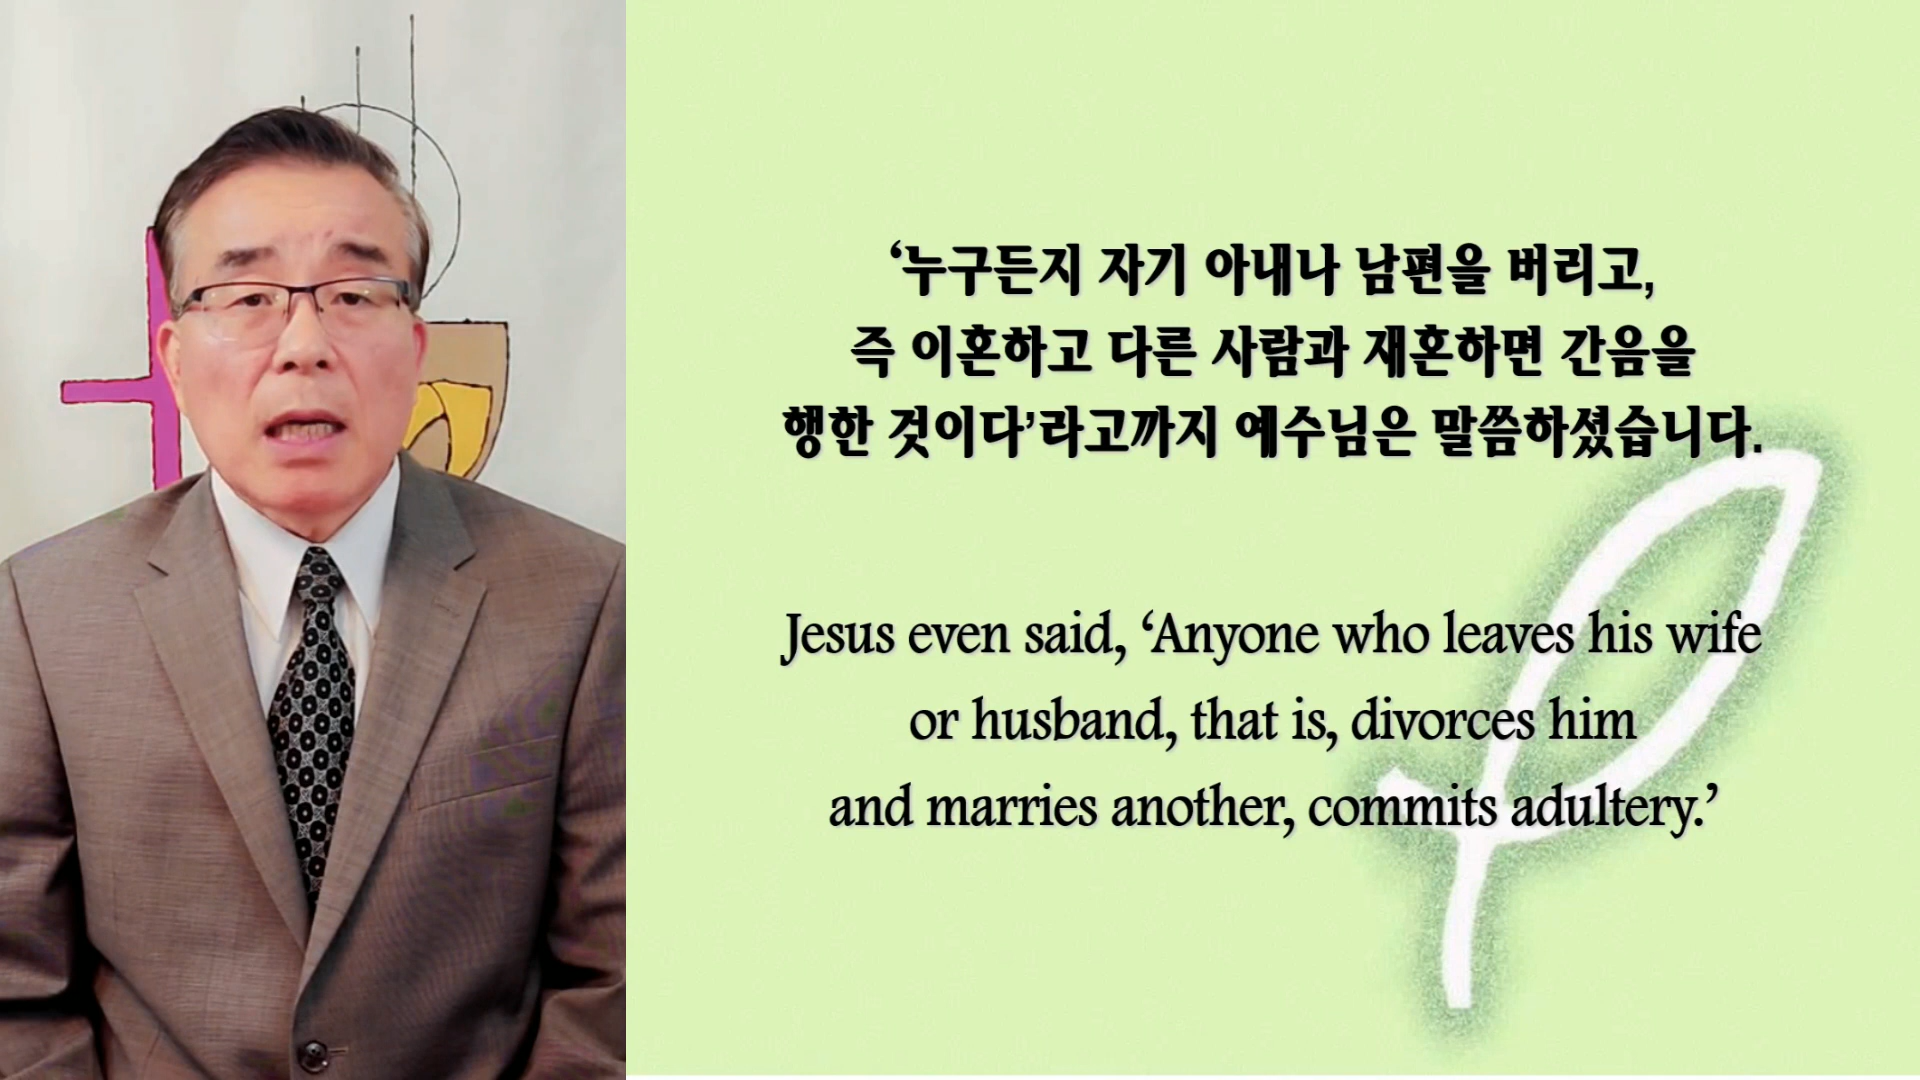 ‘누구든지 자기 아내나 남편을 버리고,
즉 이혼하고 다른 사람과 재혼하면 간음을
행한 것이다’라고까지 예수님은 말씀하셨습니다.
Jesus even said, ‘Anyone who leaves his wife
or husband, that is, divorces him
and marries another, commits adultery.’